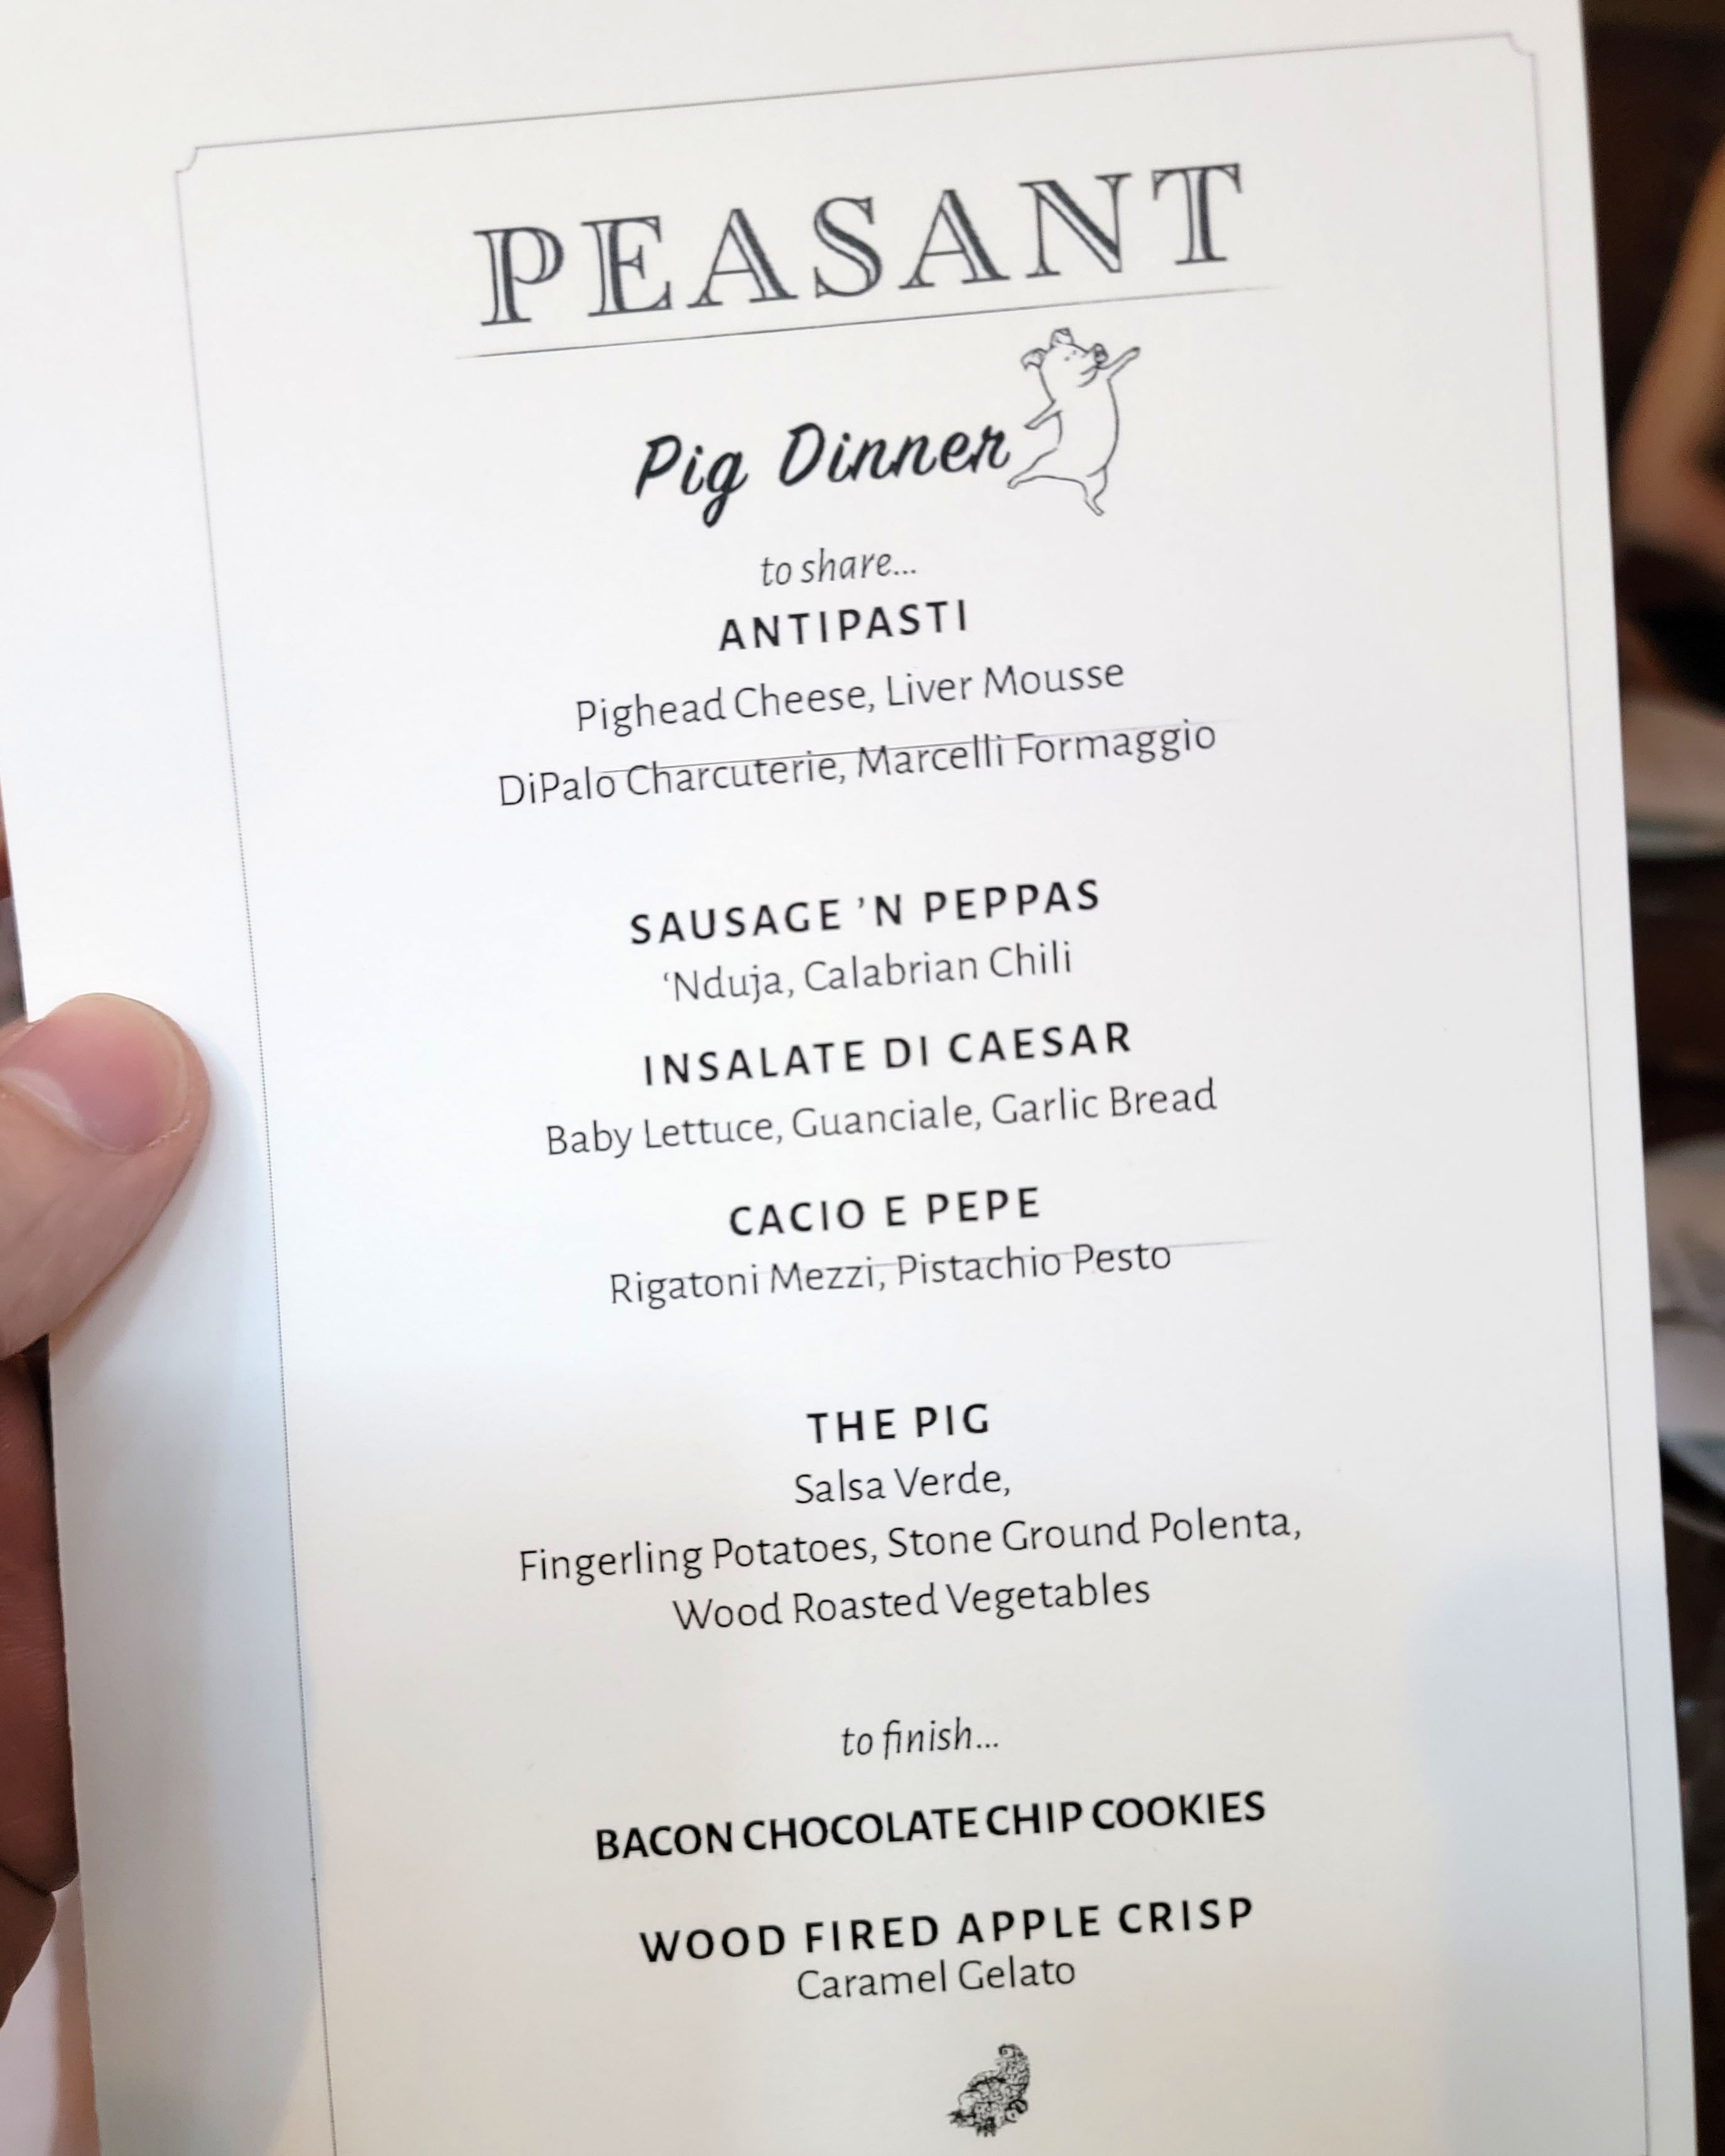 PEASANT
Pig Dinner
to share...
ANTIPASTI
Pighead Cheese, Liver Mousse
DiPalo Charcuterie, Marcelli Formaggio
SAUSAGE ’N PEPPAS
‘Nduja, Calabrian Chili
INSALATE DI CAESAR
Baby Lettuce, Guanciale, Garlic Bread
CACIO E PEPE
Rigatoni Mezzi, Pistachio Pesto
THE PIG
Salsa Verde,
Fingerling Potatoes, Stone Ground Polenta,
Wood Roasted Vegetables
to finish...
BACON CHOCOLATE CHIP COOKIES
WOOD FIRED APPLE CRISP
Caramel Gelato